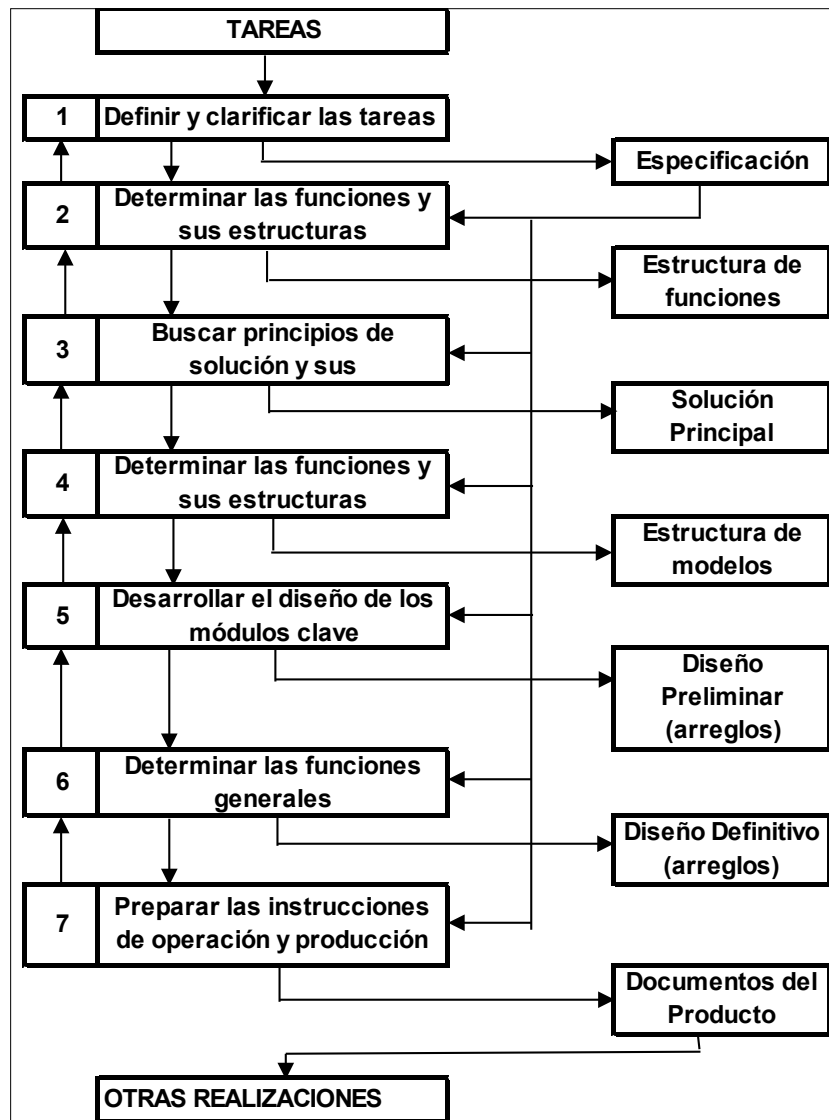 TAREAS
1
Definir y clarificar las tareas
Especificación
2
Determinar las funciones y
sus estructuras
Estructura de
funciones
3
Buscar principios de
solución y sus
Solución
Principal
4
Determinar las funciones y
sus estructuras
Estructura de
modelos
5
Desarrollar el diseño de los
módulos clave
Diseño
Preliminar
(arreglos)
6
Determinar las funciones
generales
Diseño Definitivo
(arreglos)
7
Preparar las instrucciones
de operación y producción
Documentos del
Producto
OTRAS REALIZACIONES